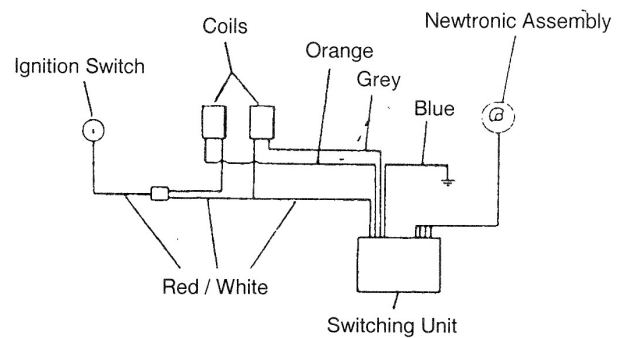 Newtronic Assembly
Coils
Orange
Ignition Switch
Grey
Blue
Red / White
Switching Unit